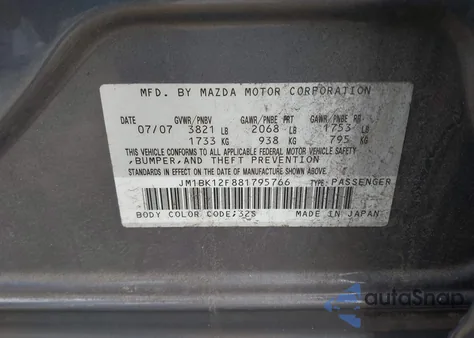 MFD. BY MAZDA MOTOR CORPORATION
DATE GVWR/PNBV GAWR/PNBE FRT GAWR/PNBE RR
07/07 3821 LB 2068 LB 1753 LB
1733 KG 938 KG 795 KG
THIS VEHICLE CONFORMS TO ALL APPLICABLE FEDERAL MOTOR VEHICLE SAFETY
,BUMPER,AND THEFT PREVENTION
STANDARDS IN EFFECT ON THE DATE OF MANUFACTURE SHOWN ABOVE.
JM1BK12F881795766 TYPE:PASSENGER
BODY COLOR CODE:32S MADE IN JAPAN
autoSnap